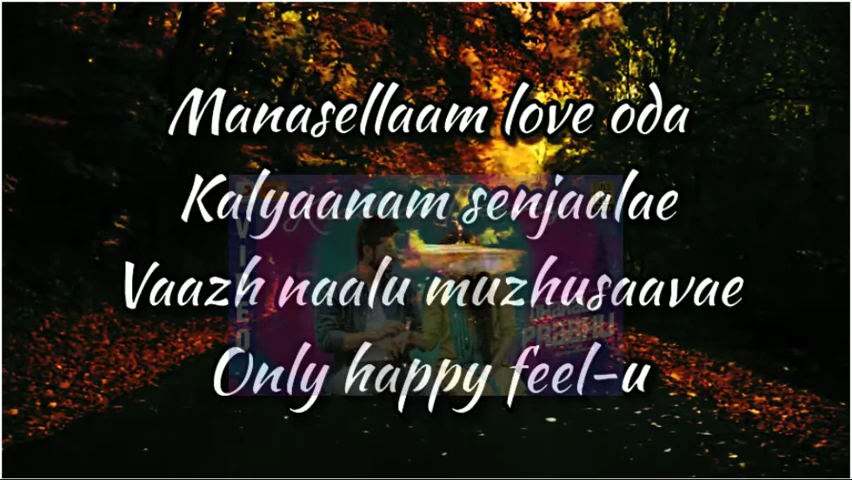 Manasellaam love oda
Kalyaanam senjaalae
Vaazh naalu muzhusaavae
Only happy feel-u